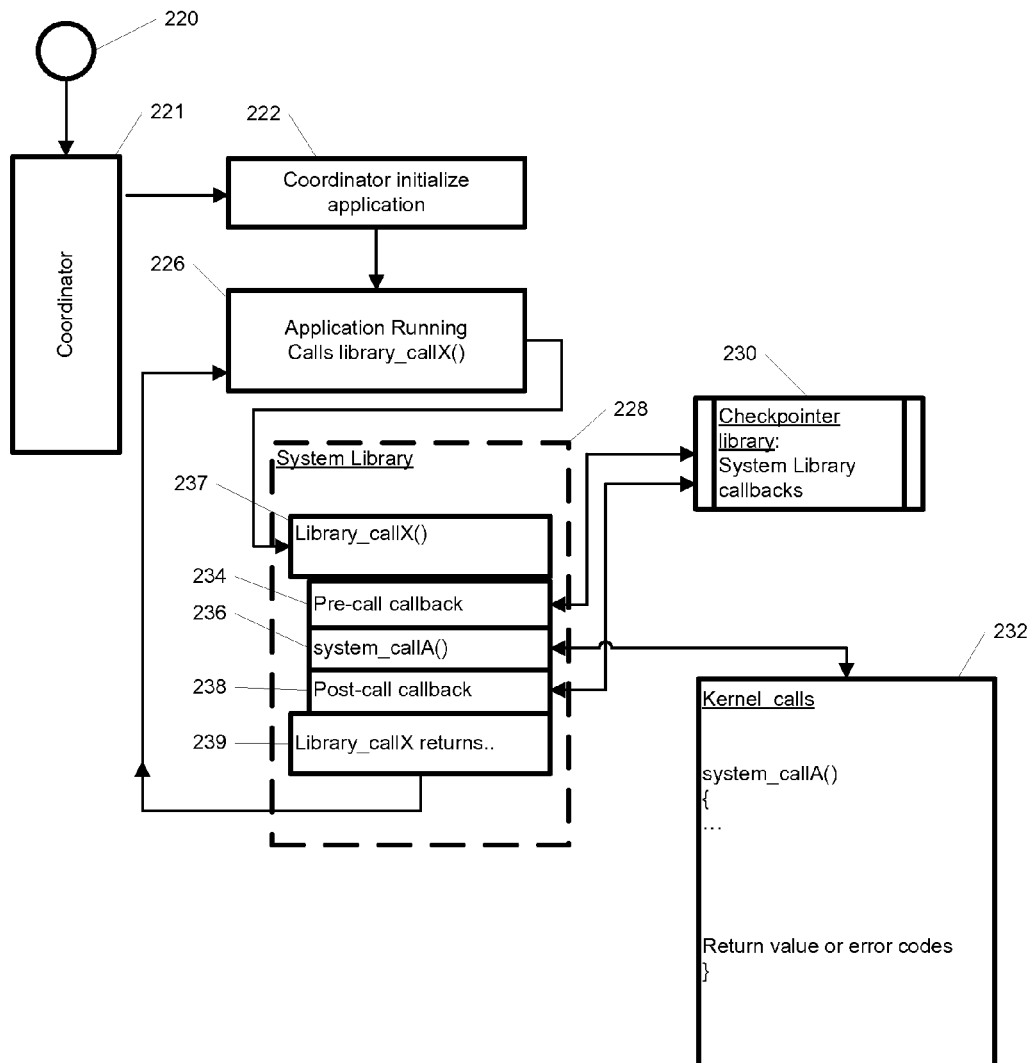 220
221
222
Coordinator
Coordinator initialize
application
226
Application Running
Calls library_callX()
230
Checkpointer
library:
System Library
callbacks
228
System Library
237
Library_callX()
234
Pre-call callback
236
system_callA()
238
Post-call callback
239
Library_callX returns..
232
Kernel calls
system_callA()
{
...
Return value or error codes
}